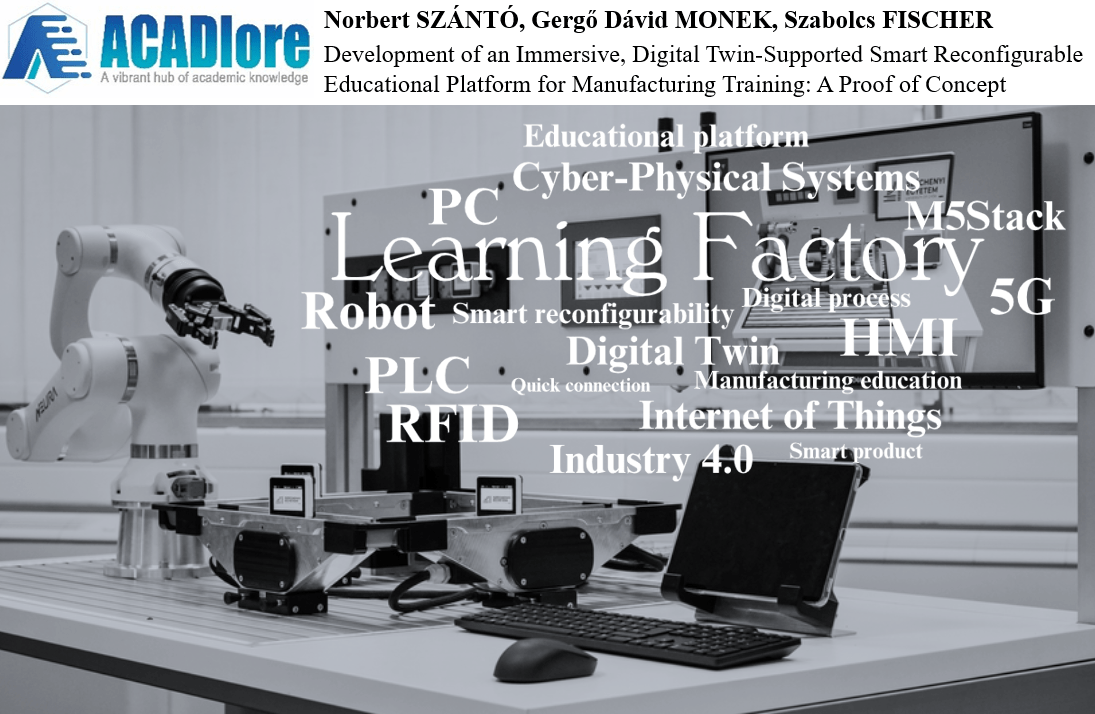 ACADlore
A vibrant hub of academic knowledge
Norbert SZÁNTÓ, Gergő Dávid MONEK, Szabolcs FISCHER
Development of an Immersive, Digital Twin-Supported Smart Reconfigurable
Educational Platform for Manufacturing Training: A Proof of Concept
Educational platform
Cyber-Physical Systems
PC
M5Stack
Learning Factory
5G
Digital process
Robot
Smart reconfigurability
HMI
Digital Twin
PLC
Quick connection
Manufacturing education
RFID
Internet of Things
Industry 4.0
Smart product
NEURA